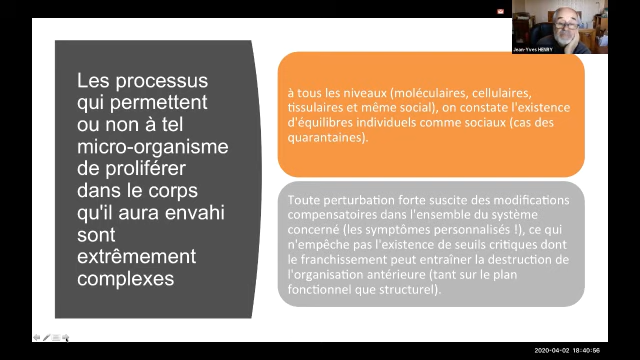 Jean-Yves HENRY
Les processus
qui permettent
ou non à tel
micro-organisme
de proliférer
dans le corps
qu'il aura envahi
sont
extrêmement
complexes
à tous les niveaux (moléculaires, cellulaires,
tissulaires et même social), on constate l'existence
d'équilibres individuels comme sociaux (cas des
quarantaines).
Toute perturbation forte suscite des modifications
compensatoires dans l'ensemble du système
concerné (les symptômes personnalisés !), ce qui
n'empêche pas l'existence de seuils critiques dont
le franchissement peut entraîner la destruction de
l'organisation antérieure (tant sur le plan
fonctionnel que structurel).
2020-04-02 18:40:56